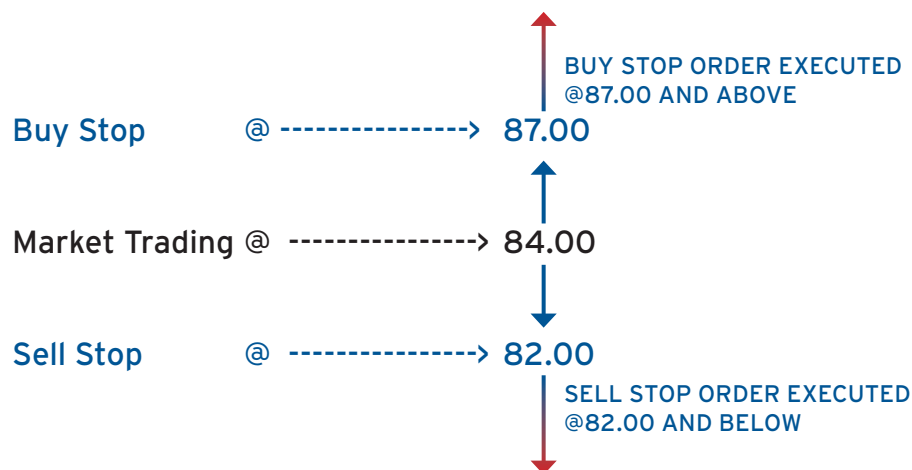 BUY STOP ORDER EXECUTED
@87.00 AND ABOVE
Buy Stop @ ----------------> 87.00
Market Trading @ ----------------> 84.00
Sell Stop @ ----------------> 82.00
SELL STOP ORDER EXECUTED
@82.00 AND BELOW